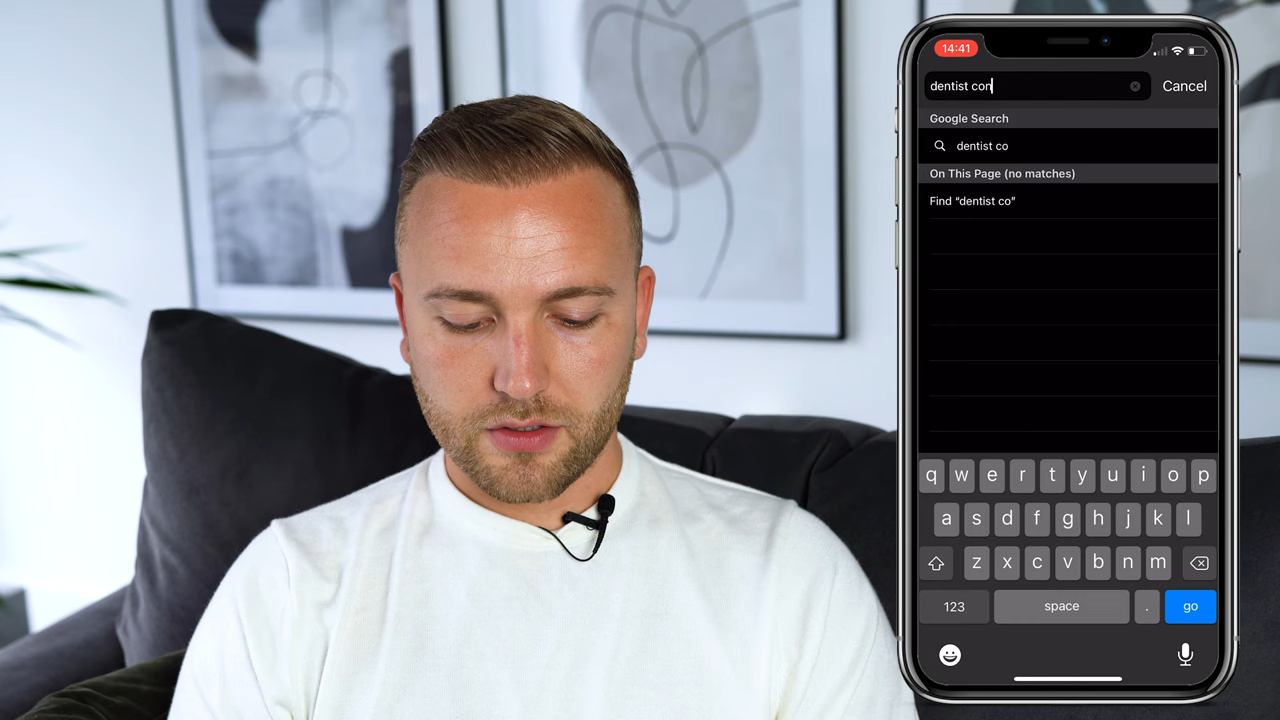 14:41
dentist con
Cancel
Google Search
dentist co
On This Page (no matches)
Find “dentist co”
q w e r t y u i o p
a s d f g h j k l
z x c v b n m
123 space . go